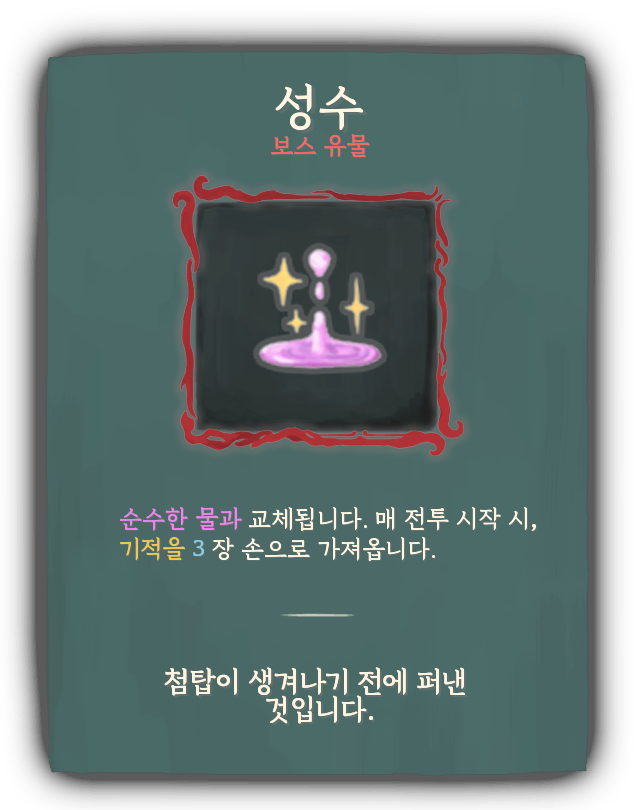 성수
보스 유물
순수한 물과 교체됩니다. 매 전투 시작 시,
기적을 3 장 손으로 가져옵니다.
첨탑이 생겨나기 전에 퍼낸
것입니다.